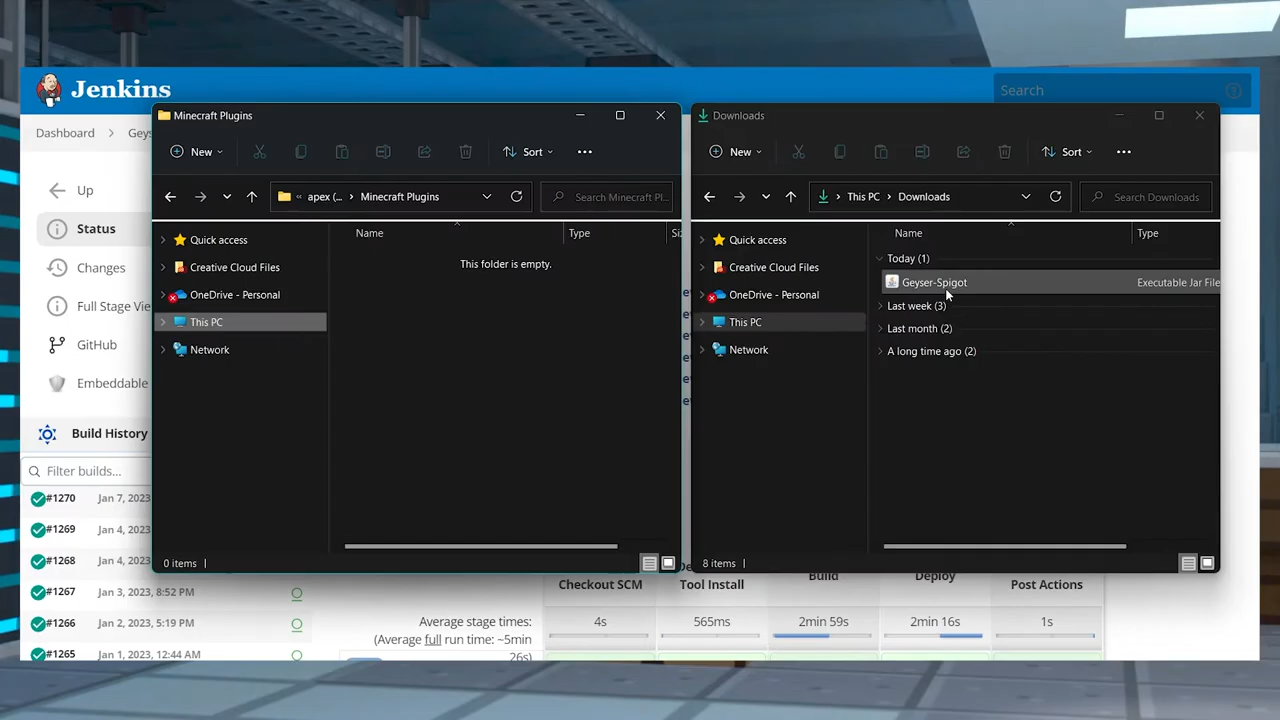 Jenkins
Search
Dashboard > Geys
Up
Status
Changes
Full Stage Vie
GitHub
Embeddable
Build History
Filter builds...
#1270 Jan 7, 2023
#1269 Jan 4, 2023
#1268 Jan 4, 2023
#1267 Jan 3, 2023, 8:52 PM
#1266 Jan 2, 2023, 5:19 PM
#1265 Jan 1, 2023, 12:44 AM
Minecraft Plugins
New
Sort
« apex (... > Minecraft Plugins
Search Minecraft Pl...
Name Type Si
Quick access
Creative Cloud Files
OneDrive - Personal
This PC
Network
This folder is empty.
0 items
Downloads
New
Sort
This PC > Downloads
Search Downloads
Name Type
Quick access
Creative Cloud Files
OneDrive - Personal
This PC
Network
Today (1)
Geyser-Spigot Executable Jar File
Last week (3)
Last month (2)
A long time ago (2)
8 items
Checkout SCM
Tool Install
Build
Deploy
Post Actions
Average stage times:
(Average full run time: ~5min
26s)
4s
565ms
2min 59s
2min 16s
1s